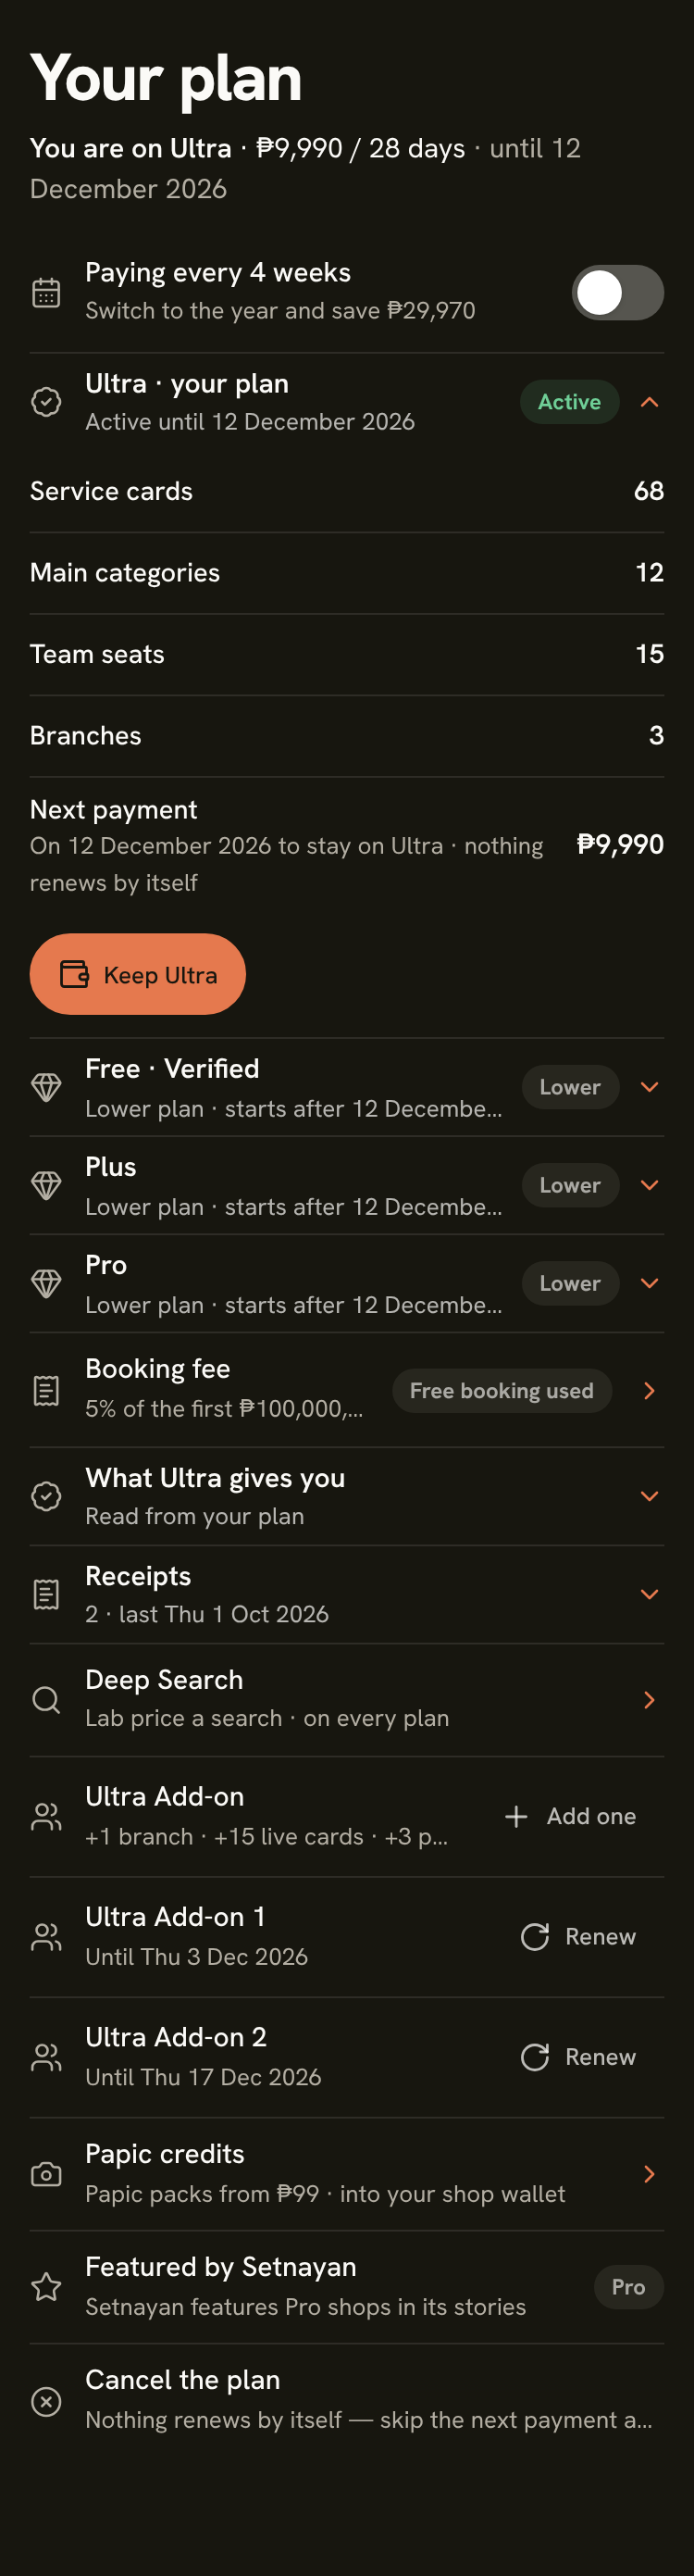 Your plan
You are on Ultra · ₱9,990 / 28 days · until 12
December 2026
Paying every 4 weeks
Switch to the year and save ₱29,970
Ultra · your plan
Active until 12 December 2026
Active
Service cards
68
Main categories
12
Team seats
15
Branches
3
Next payment
On 12 December 2026 to stay on Ultra · nothing
renews by itself
₱9,990
Keep Ultra
Free · Verified
Lower plan · starts after 12 Decembe...
Lower
Plus
Lower plan · starts after 12 Decembe...
Lower
Pro
Lower plan · starts after 12 Decembe...
Lower
Booking fee
5% of the first ₱100,000,...
Free booking used
What Ultra gives you
Read from your plan
Receipts
2 · last Thu 1 Oct 2026
Deep Search
Lab price a search · on every plan
Ultra Add-on
+1 branch · +15 live cards · +3 p...
Add one
Ultra Add-on 1
Until Thu 3 Dec 2026
Renew
Ultra Add-on 2
Until Thu 17 Dec 2026
Renew
Papic credits
Papic packs from ₱99 · into your shop wallet
Featured by Setnayan
Setnayan features Pro shops in its stories
Pro
Cancel the plan
Nothing renews by itself — skip the next payment a...